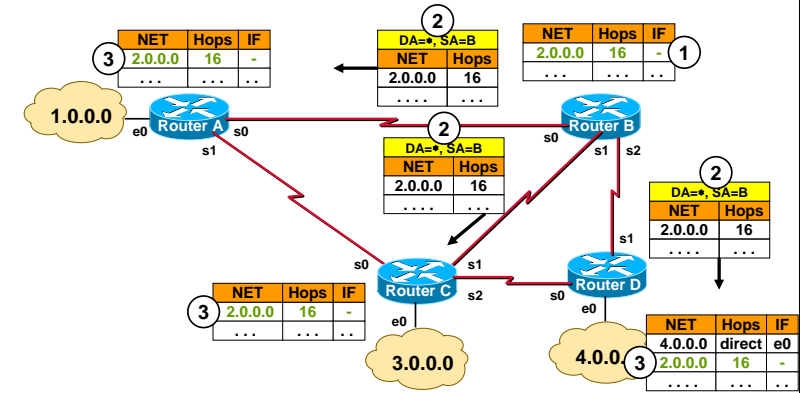 2
NET Hops IF
3
2.0.0.0 16 -
. . . . . . . .
DA=*, SA=B
NET Hops
2.0.0.0 16
. . . . . . .
NET Hops IF
2.0.0.0 16 -
1
. . . . . . . .
1.0.0.0
e0
Router A
s0
s1
2
DA=*, SA=B
NET Hops
2.0.0.0 16
. . . . . . .
s0
Router B
s1
s2
2
DA=*, SA=B
NET Hops
2.0.0.0 16
. . . . . . .
s0
s1
Router C
s2
e0
s1
s0
Router D
e0
3
NET Hops IF
2.0.0.0 16 -
. . . . . . . .
3.0.0.0
4.0.0.
3
NET Hops IF
4.0.0.0 direct e0
2.0.0.0 16 -
. . . . . . . . .